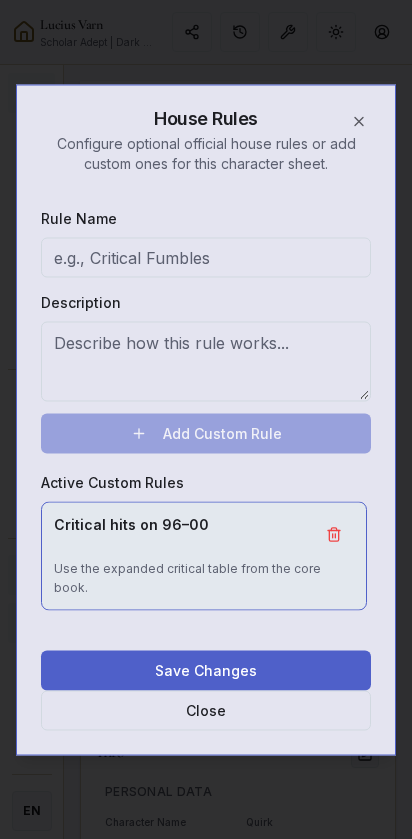 Lucius Varn
Scholar Adept | Dark ...
House Rules
Configure optional official house rules or add
custom ones for this character sheet.
Rule Name
e.g., Critical Fumbles
Description
Describe how this rule works...
Add Custom Rule
Active Custom Rules
Critical hits on 96–00
Use the expanded critical table from the core
book.
Save Changes
Close
PERSONAL DATA
EN
Character Name
Quirk